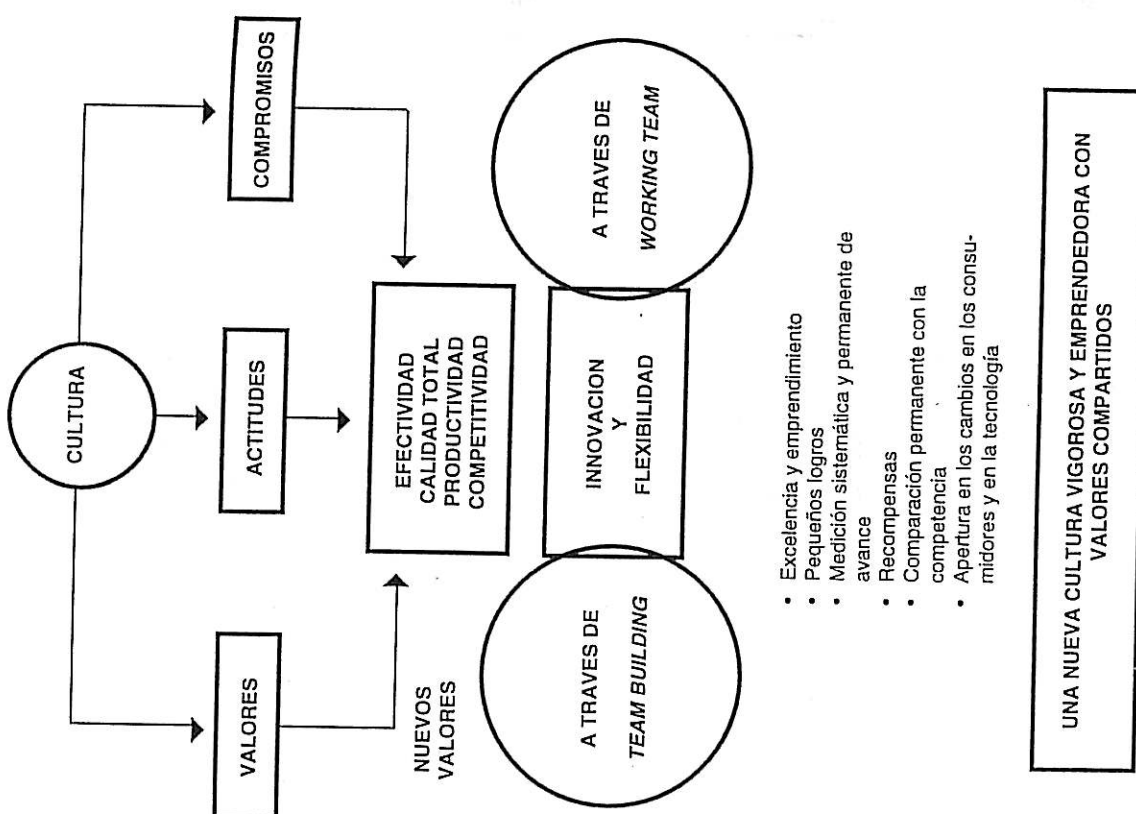 CULTURA
VALORES
ACTITUDES
COMPROMISOS
NUEVOS
VALORES
EFECTIVIDAD
CALIDAD TOTAL
PRODUCTIVIDAD
COMPETITIVIDAD
A TRAVES DE
TEAM BUILDING
INNOVACION
Y
FLEXIBILIDAD
A TRAVES DE
WORKING TEAM
• Excelencia y emprendimiento
• Pequeños logros
• Medición sistemática y permanente de
avance
• Recompensas
• Comparación permanente con la
competencia
• Apertura en los cambios en los consu-
midores y en la tecnología
UNA NUEVA CULTURA VIGOROSA Y EMPRENDEDORA CON
VALORES COMPARTIDOS